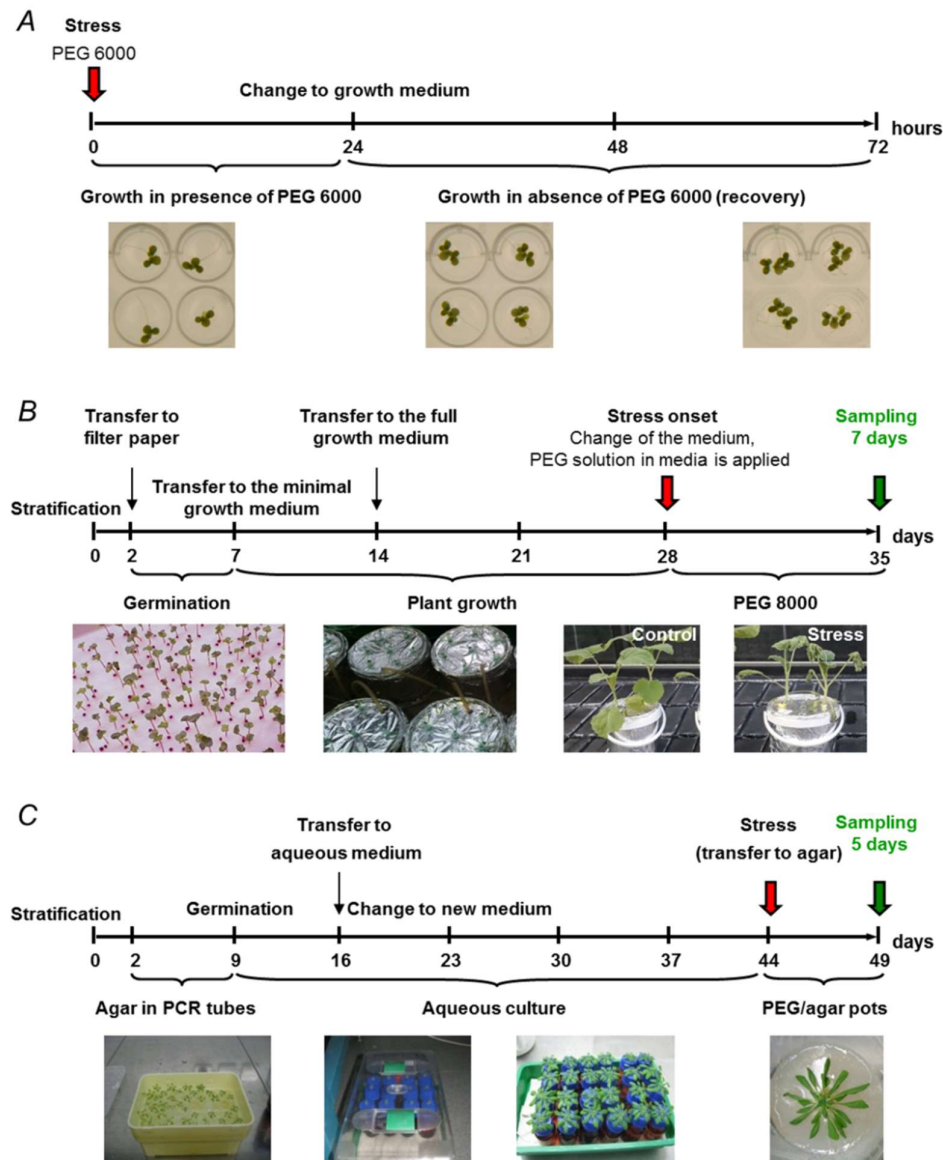 A
Stress
PEG 6000
Change to growth medium
hours
0 24 48 72
Growth in presence of PEG 6000 Growth in absence of PEG 6000 (recovery)
B
Transfer to
filter paper
Transfer to the full
growth medium
Stress onset
Change of the medium,
PEG solution in media is applied
Sampling
7 days
Stratification
Transfer to the minimal
growth medium
days
0 2 7 14 21 28 35
Germination Plant growth PEG 8000
Control Stress
C
Transfer to
aqueous medium
Stress
(transfer to agar)
Sampling
5 days
Stratification
Germination
Change to new medium
days
0 2 9 16 23 30 37 44 49
Agar in PCR tubes Aqueous culture PEG/agar pots